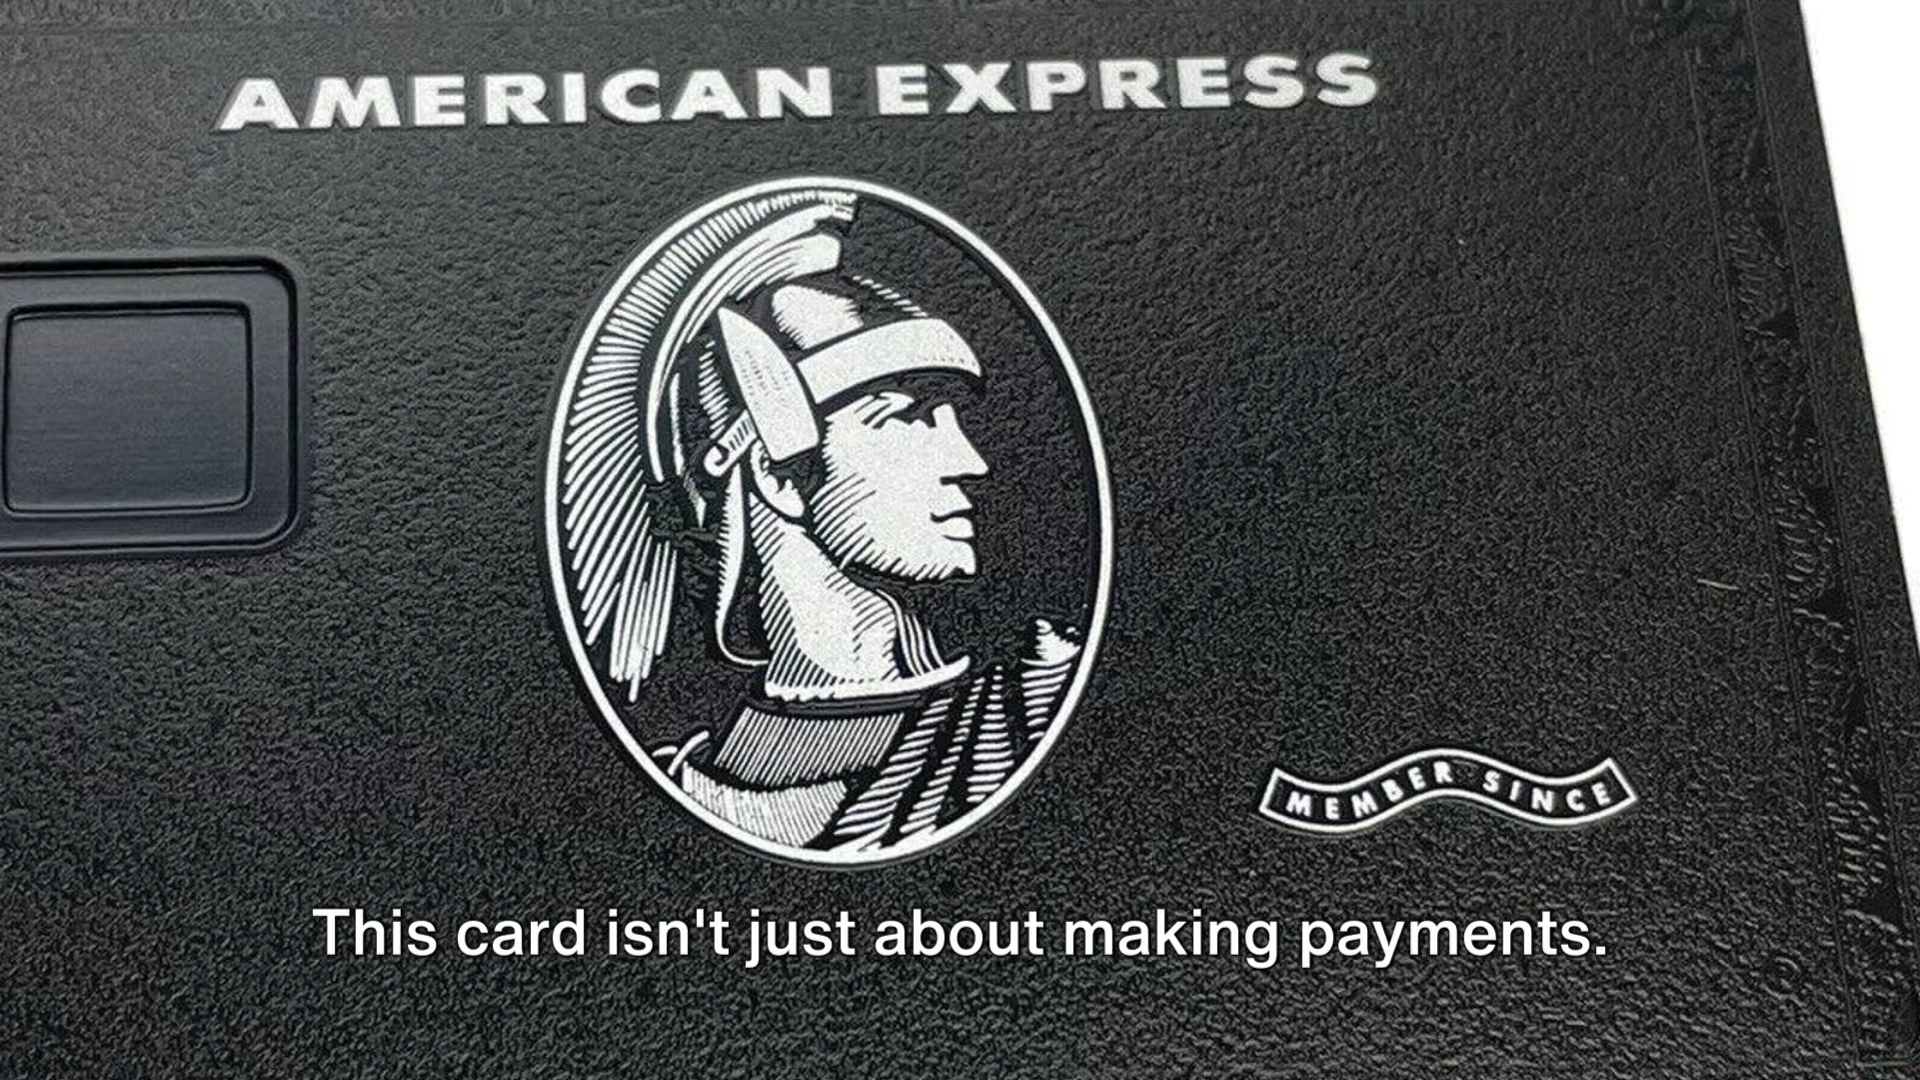 AMERICAN EXPRESS
MEMBER SINCE
This card isn't just about making payments.